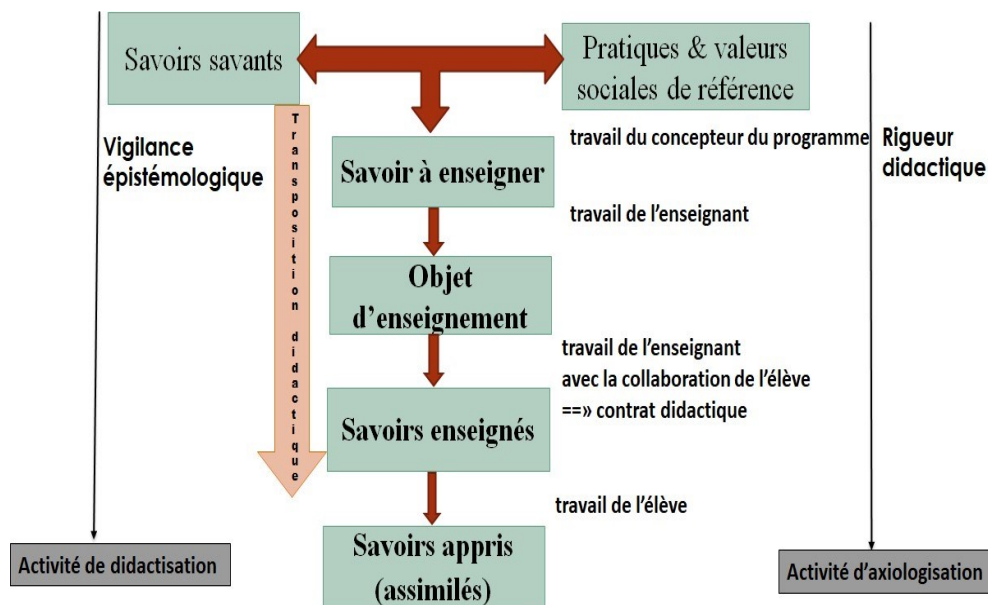 Savoirs savants
Pratiques & valeurs
sociales de référence
Transposition didactique
Vigilance
épistémologique
travail du concepteur du programme
Rigueur
didactique
Savoir à enseigner
travail de l'enseignant
Objet
d'enseignement
travail de l'enseignant
avec la collaboration de l'élève
==» contrat didactique
Savoirs enseignés
travail de l'élève
Savoirs appris
(assimilés)
Activité de didactisation
Activité d'axiologisation